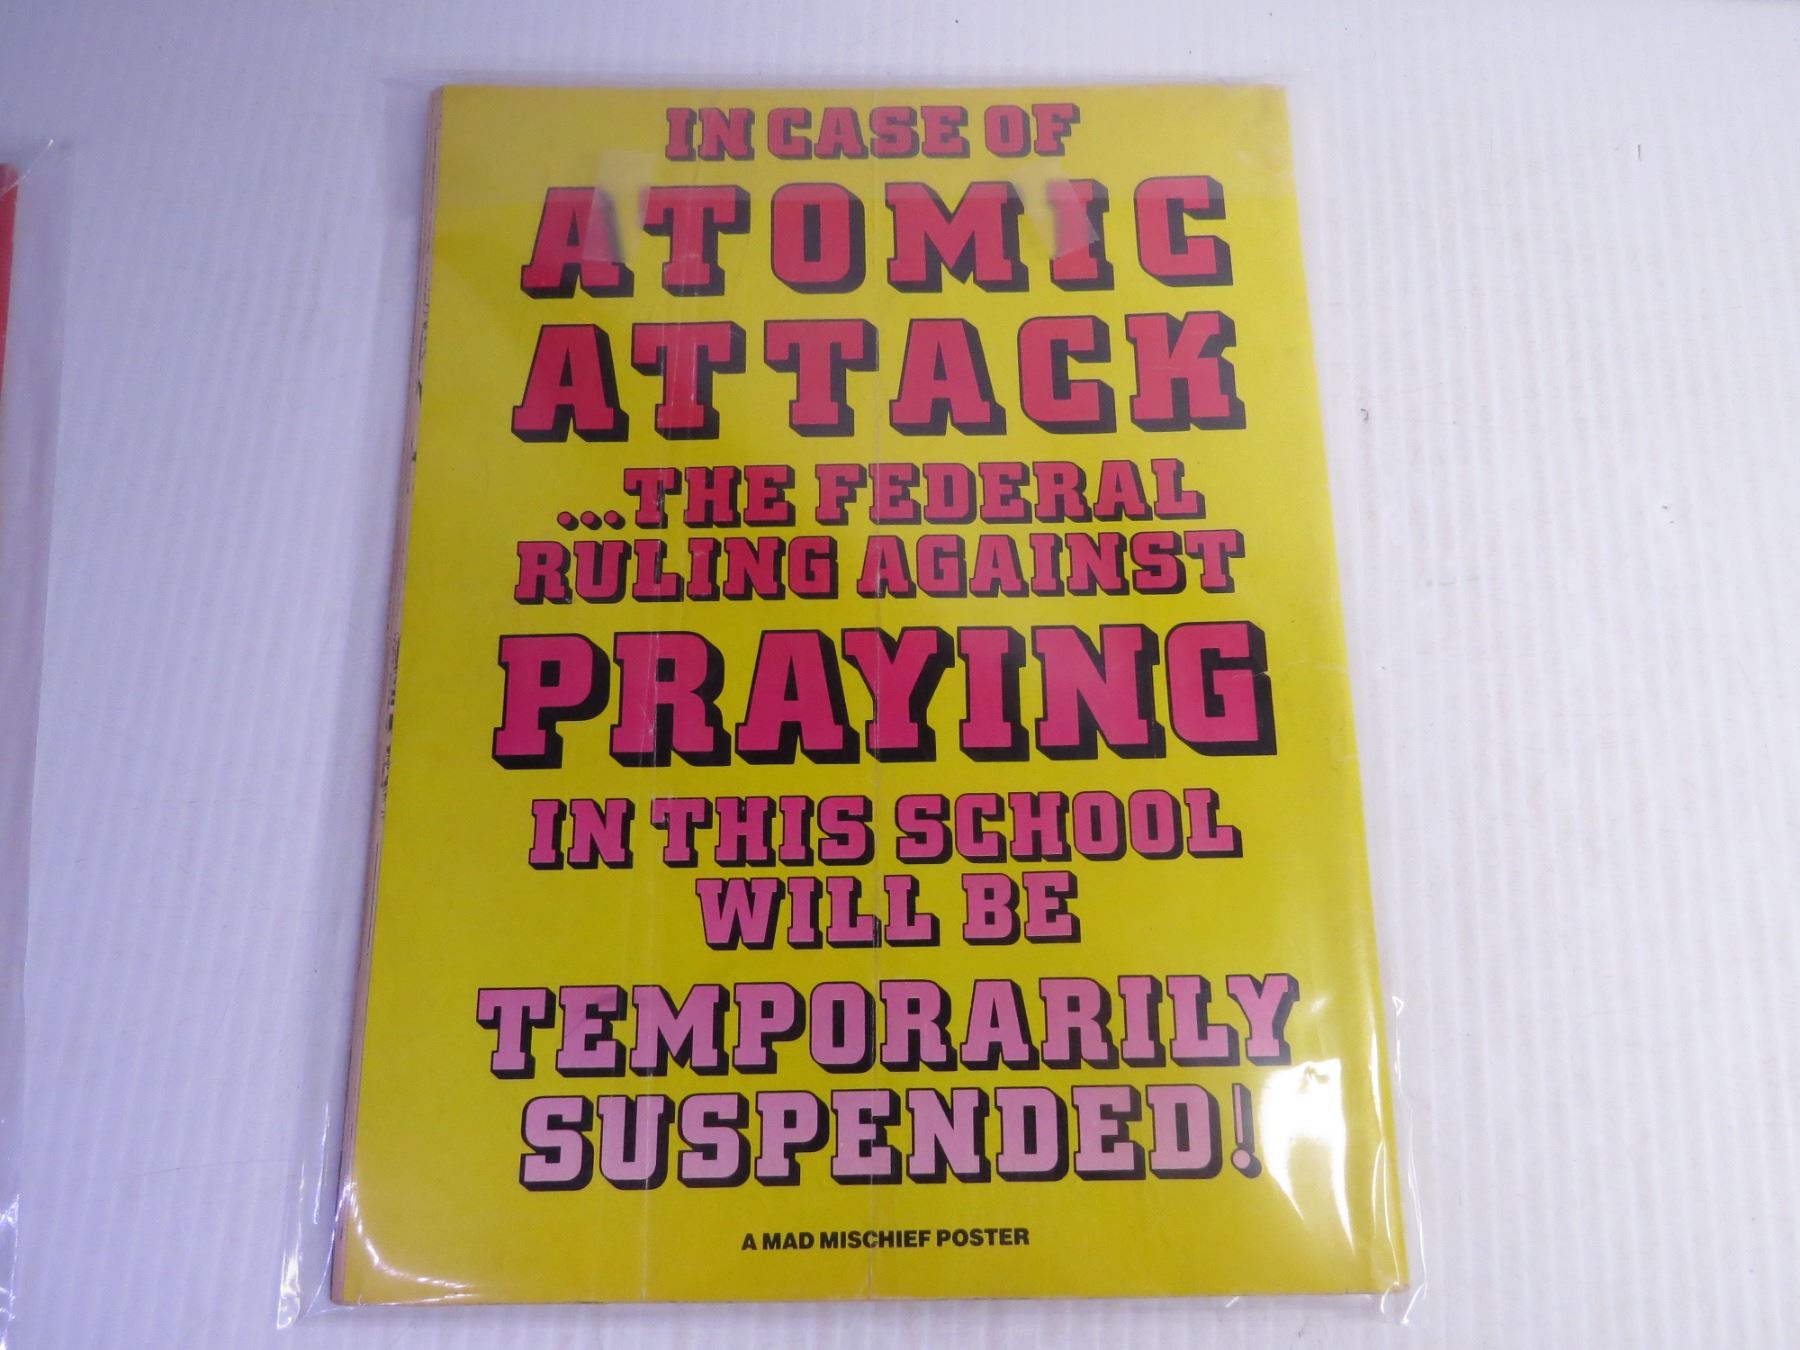 IN CASE OF
ATOMIC
ATTACK
...THE FEDERAL
RULING AGAINST
PRAYING
IN THIS SCHOOL
WILL BE
TEMPORARILY
SUSPENDED!
A MAD MISCHIEF POSTER